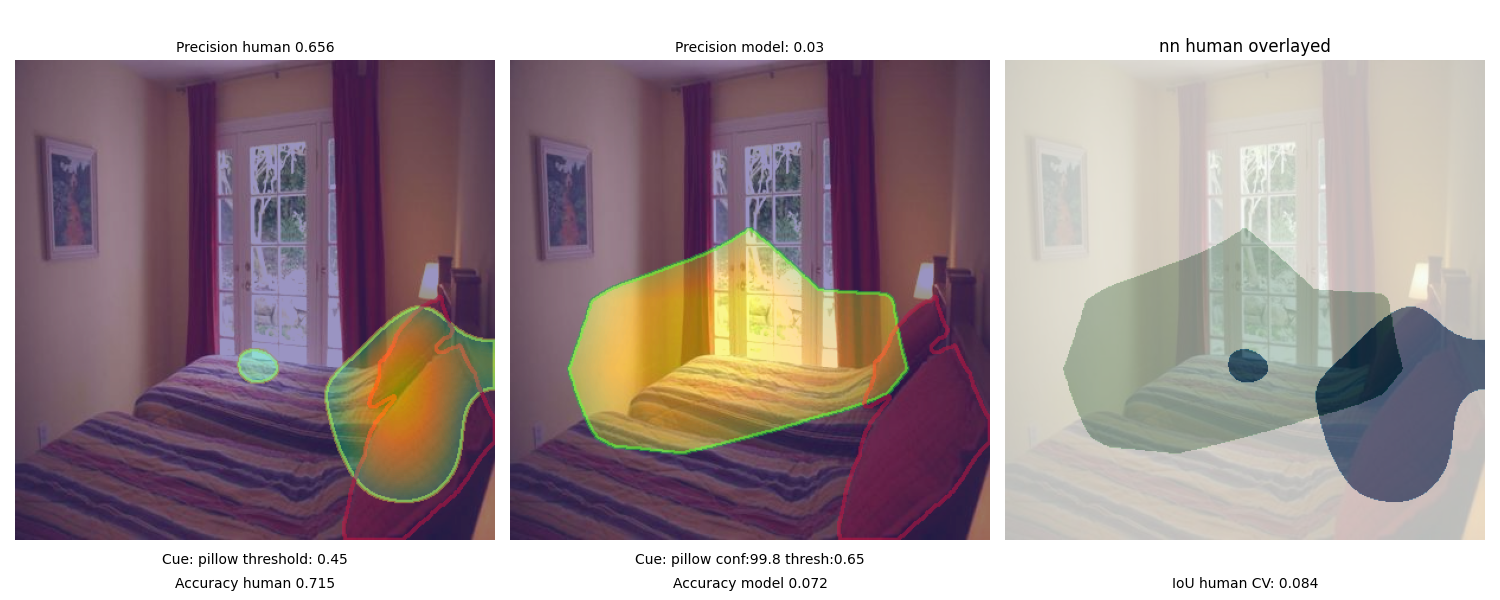 Precision human 0.656
Cue: pillow threshold: 0.45
Accuracy human 0.715
Precision model: 0.03
Cue: pillow conf:99.8 thresh:0.65
Accuracy model 0.072
nn human overlayed
IoU human CV: 0.084